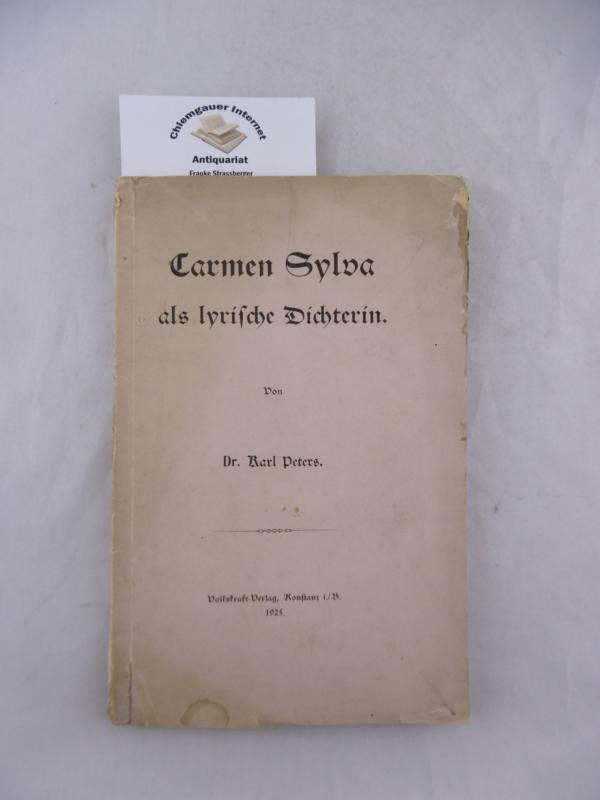 Chiemgauer Internet
Antiquariat
Frauke Strassberger
Carmen Sylva
als lyrische Dichterin.
Von
Dr. Karl Peters.
Volkskraft-Verlag, Konstanz i./B.
1925.